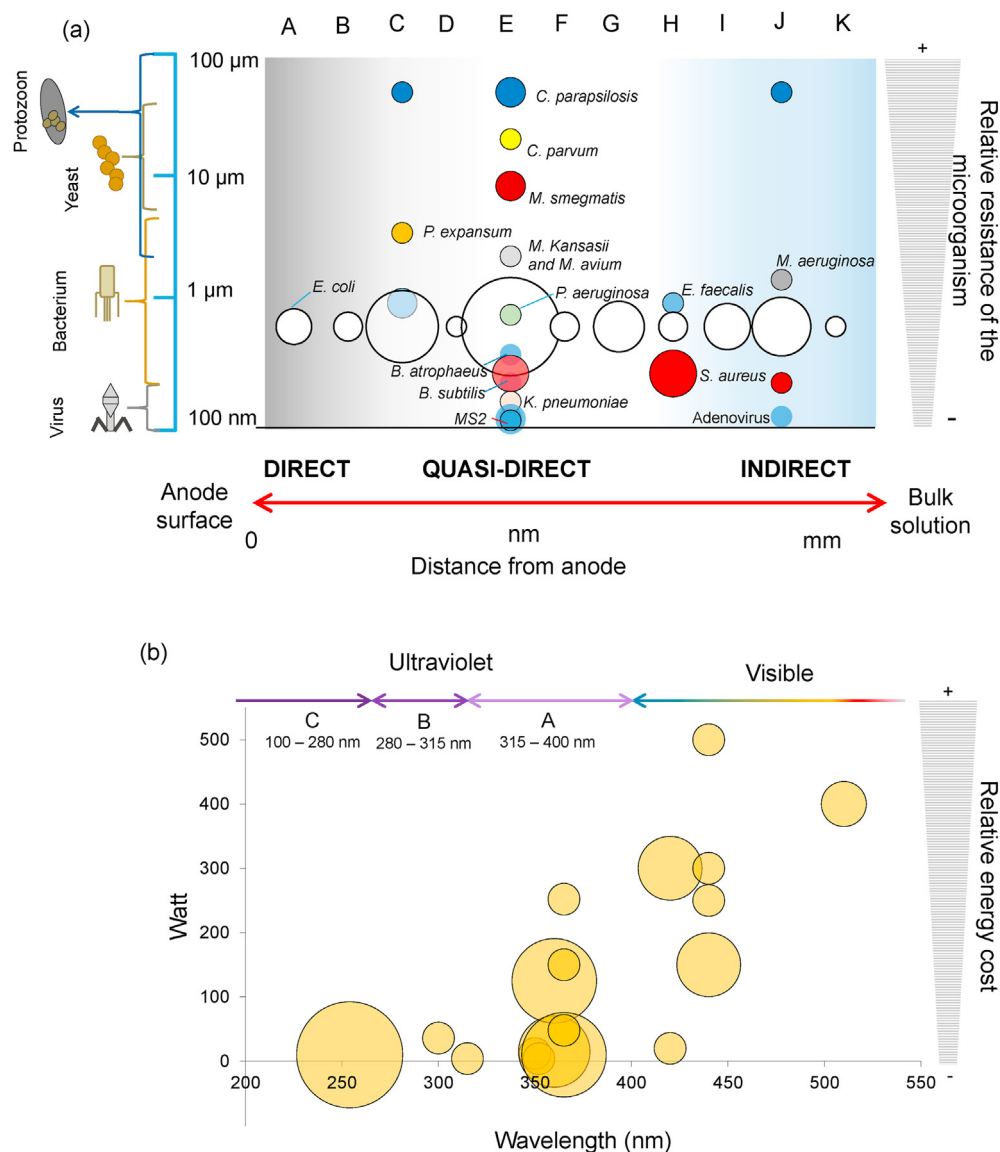 (a)
A B C D E F G H I J K
100 µm
10 µm
1 µm
100 nm
Protozoon
Yeast
Bacterium
Virus
C. parapsilosis
C. parvum
M. smegmatis
P. expansum
M. Kansasii
and M. avium
M. aeruginosa
E. coli
P. aeruginosa
E. faecalis
B. atrophaeus
B. subtilis
S. aureus
K. pneumoniae
MS2
Adenovirus
+
-
Relative resistance of the
microorganism
DIRECT QUASI-DIRECT INDIRECT
Anode
surface
Bulk
solution
0 nm mm
Distance from anode
(b)
Ultraviolet
Visible
C
100 – 280 nm
B
280 – 315 nm
A
315 – 400 nm
500
400
300
200
100
0
Watt
200 250 300 350 400 450 500 550
Wavelength (nm)
+
-
Relative energy cost